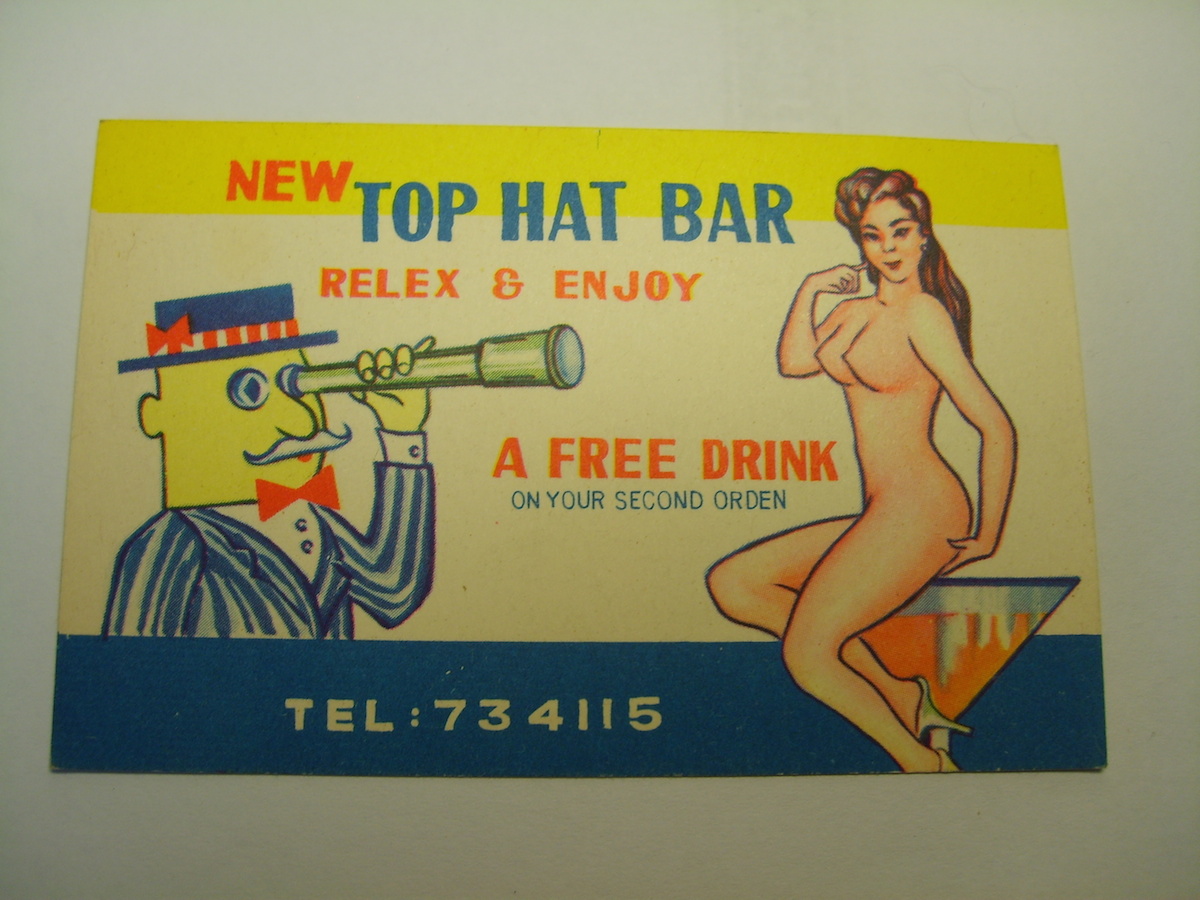 NEW TOP HAT BAR
RELEX & ENJOY
A FREE DRINK
ON YOUR SECOND ORDEN
TEL:734115